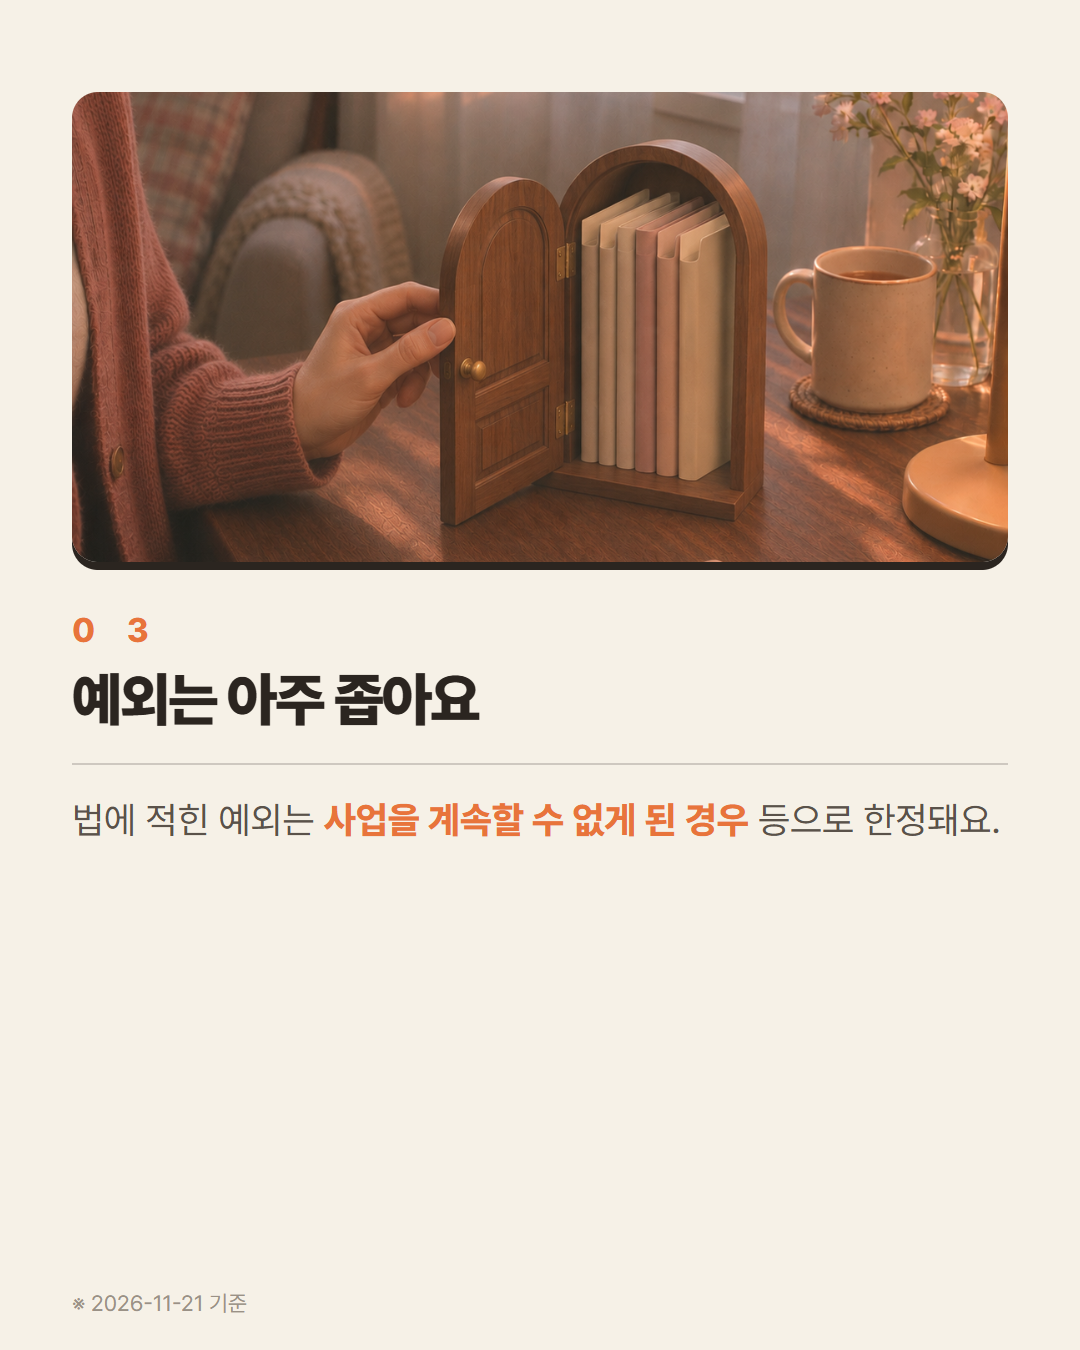 0 3
예외는 아주 좁아요
법에 적힌 예외는 사업을 계속할 수 없게 된 경우 등으로 한정돼요.
※ 2026-11-21 기준